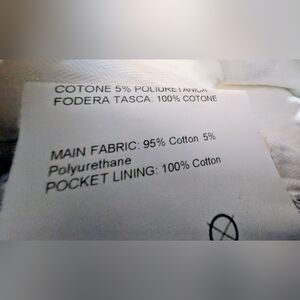 COTONE 5% POLIURETANICA
FODERA TASCA: 100% COTONE
MAIN FABRIC: 95% Cotton 5%
Polyurethane
POCKET LINING: 100% Cotton